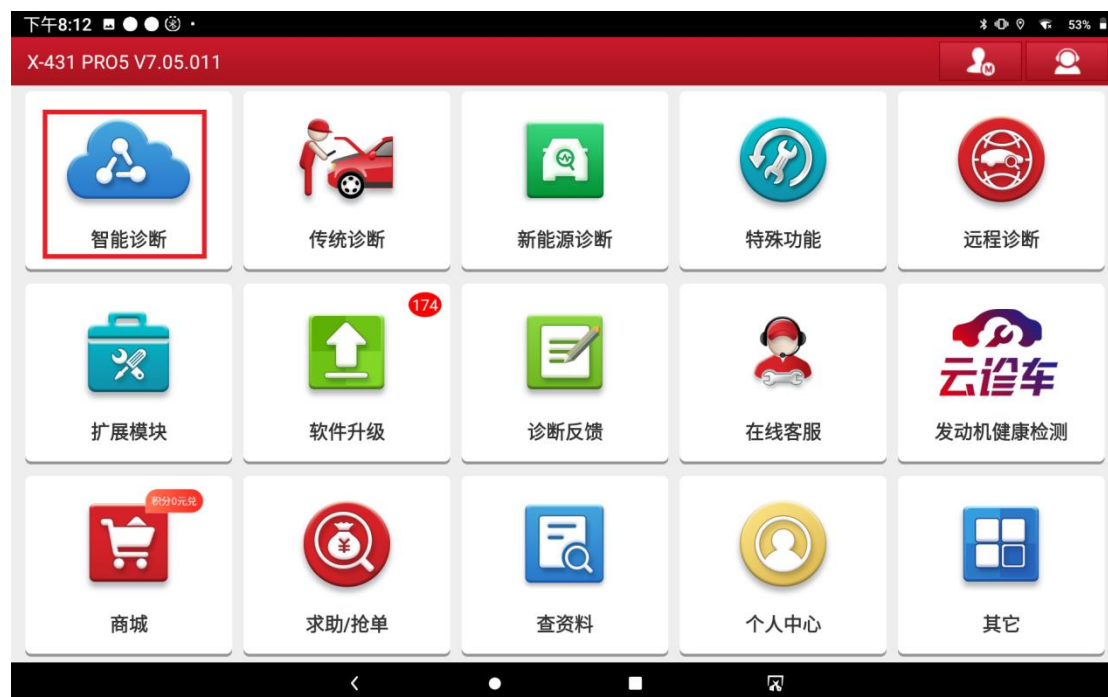 下午8:12
53%
X-431 PRO5 V7.05.011
M
智能诊断
传统诊断
新能源诊断
特殊功能
远程诊断
174
云诊车
扩展模块
软件升级
诊断反馈
在线客服
发动机健康检测
积分0元兑
¥
商城
求助/抢单
查资料
个人中心
其它